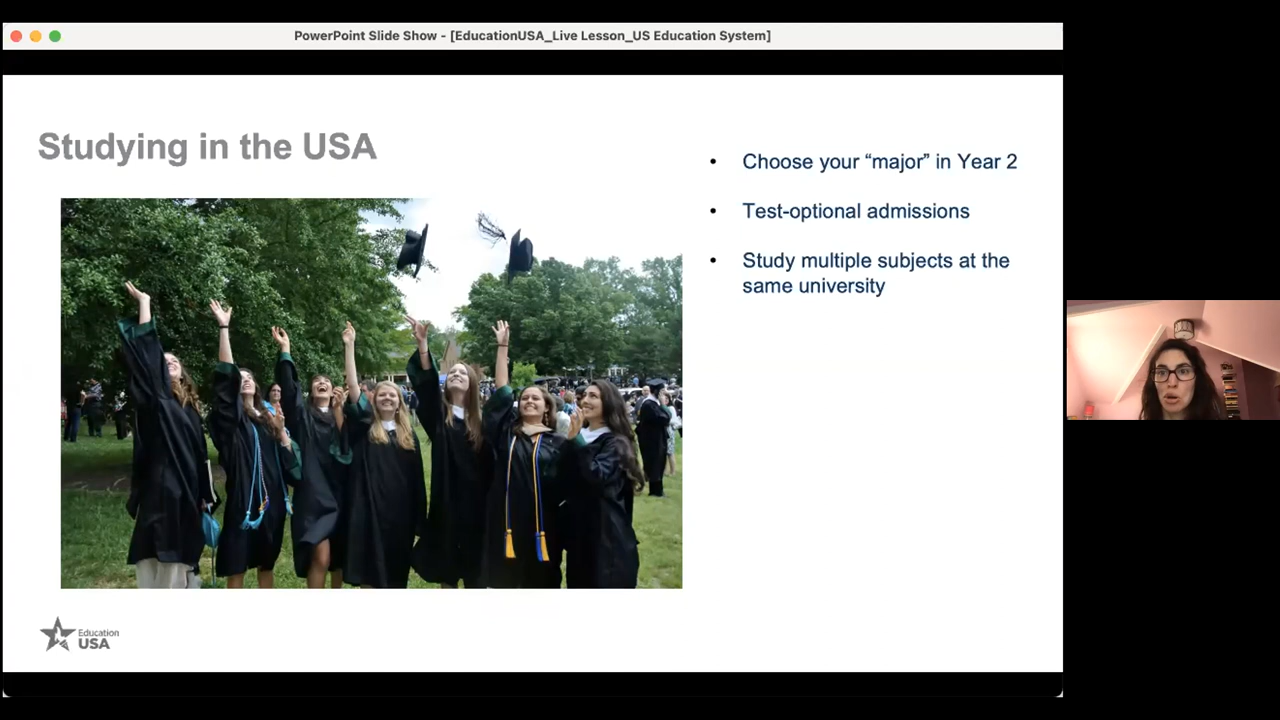 PowerPoint Slide Show - [EducationUSA_Live Lesson_US Education System]
Studying in the USA
• Choose your “major” in Year 2
• Test-optional admissions
• Study multiple subjects at the
same university
Education
USA